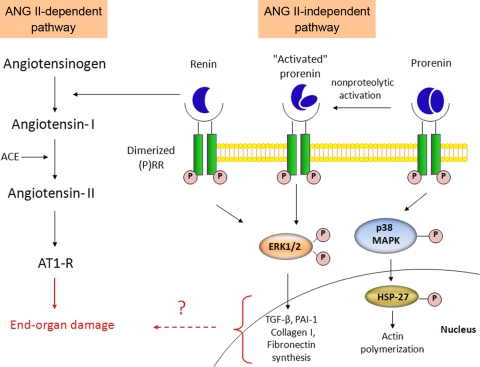 ANG II-dependent
pathway
ANG II-independent
pathway
Angiotensinogen
Renin
"Activated"
prorenin
Prorenin
nonproteolytic
activation
Angiotensin-I
Dimerized
(P)RR
ACE
P P P P P P
Angiotensin-II
ERK1/2
P
P
p38
MAPK
P
AT1-R
HSP-27
P
?
End-organ damage
TGF-β, PAI-1
Collagen I,
Fibronectin
synthesis
Actin
polymerization
Nucleus